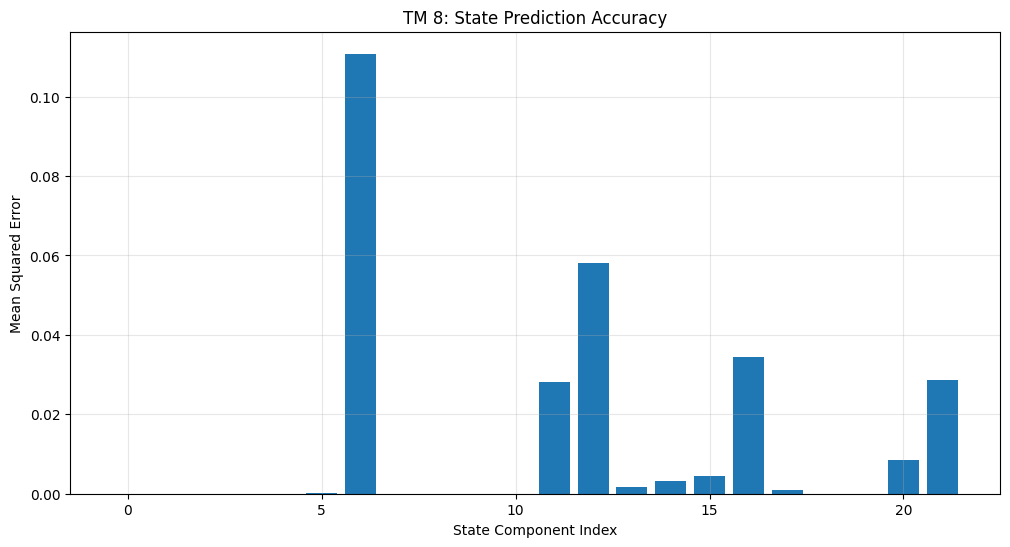 TM 8: State Prediction Accuracy
Mean Squared Error
0.10
0.08
0.06
0.04
0.02
0.00
0 5 10 15 20
State Component Index